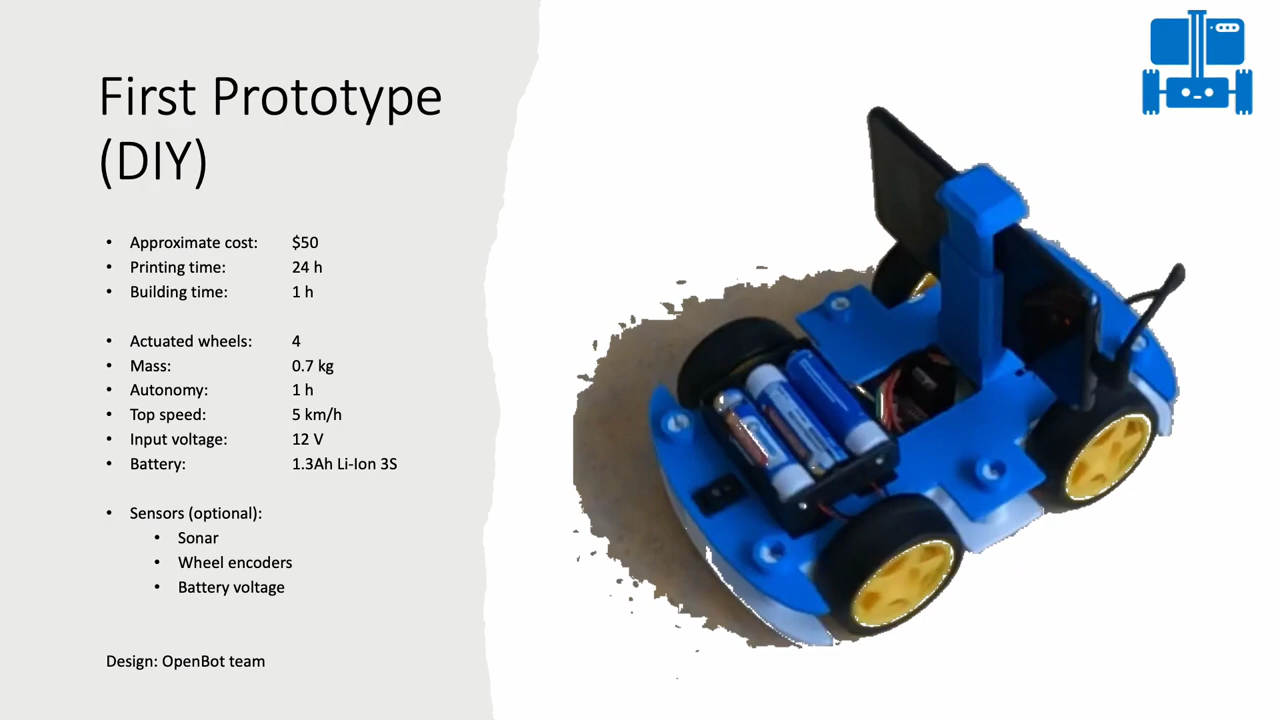 First Prototype
(DIY)
• Approximate cost: $50
• Printing time: 24 h
• Building time: 1 h
• Actuated wheels: 4
• Mass: 0.7 kg
• Autonomy: 1 h
• Top speed: 5 km/h
• Input voltage: 12 V
• Battery: 1.3Ah Li-Ion 3S
• Sensors (optional):
• Sonar
• Wheel encoders
• Battery voltage
Design: OpenBot team